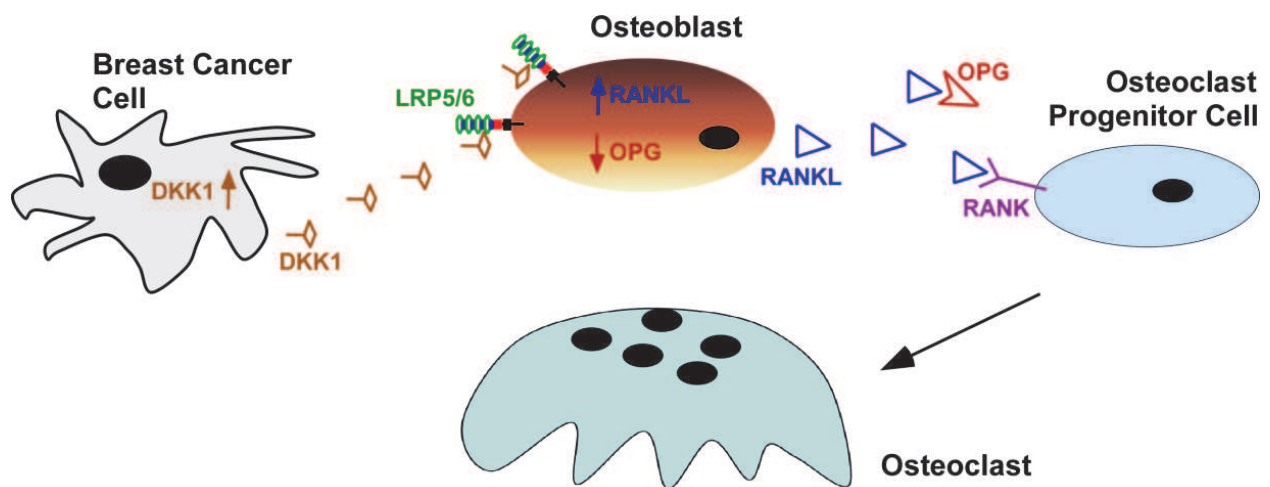 Breast Cancer
Cell
DKK1
DKK1
LRP5/6
Osteoblast
RANKL
OPG
RANKL
OPG
RANK
Osteoclast
Progenitor Cell
Osteoclast